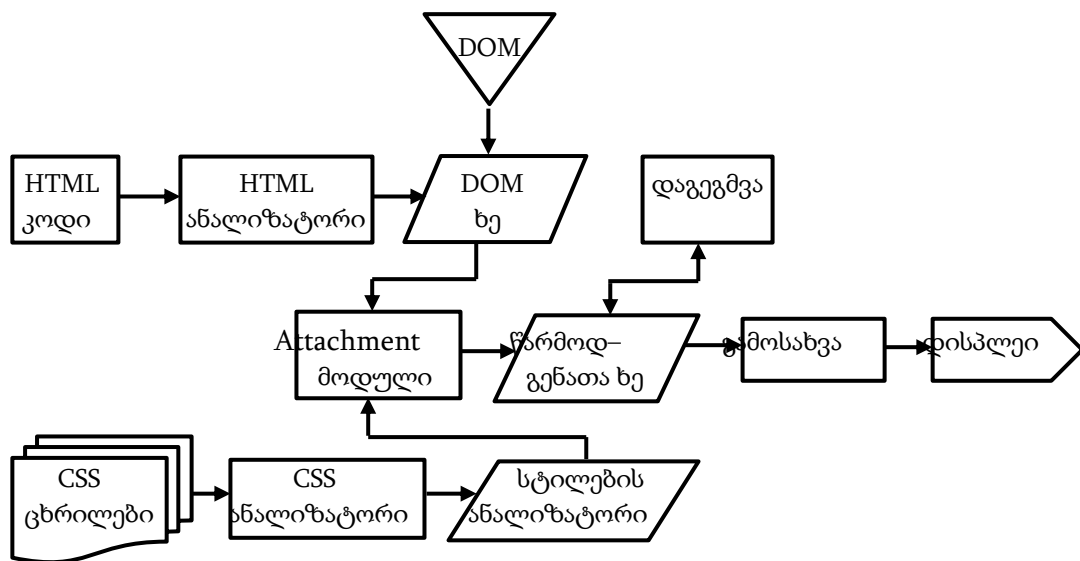 DOM
HTML
კოდი
HTML
ანალიზატორი
DOM
ხე
დაგეგმვა
Attachment
მოდული
წარმოდ–
გენათა ხე
გამოსახვა
დისპლეი
CSS
ცხრილები
CSS
ანალიზატორი
სტილების
ანალიზატორი